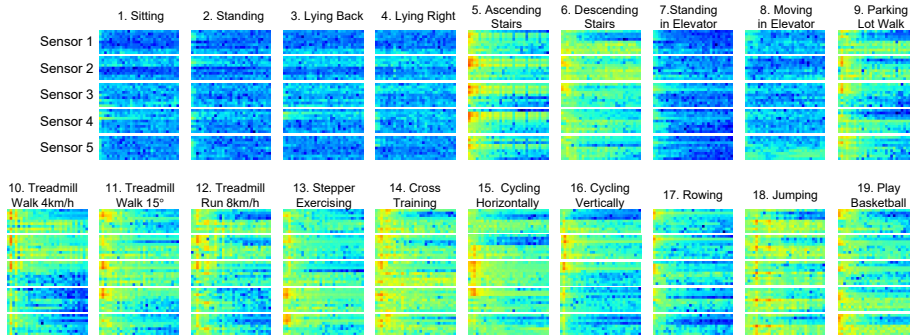 1. Sitting
2. Standing
3. Lying Back
4. Lying Right
5. Ascending
Stairs
6. Descending
Stairs
7.Standing
in Elevator
8. Moving
in Elevator
9. Parking
Lot Walk
Sensor 1
Sensor 2
Sensor 3
Sensor 4
Sensor 5
10. Treadmill
Walk 4km/h
11. Treadmill
Walk 15°
12. Treadmill
Run 8km/h
13. Stepper
Exercising
14. Cross
Training
15. Cycling
Horizontally
16. Cycling
Vertically
17. Rowing
18. Jumping
19. Play
Basketball